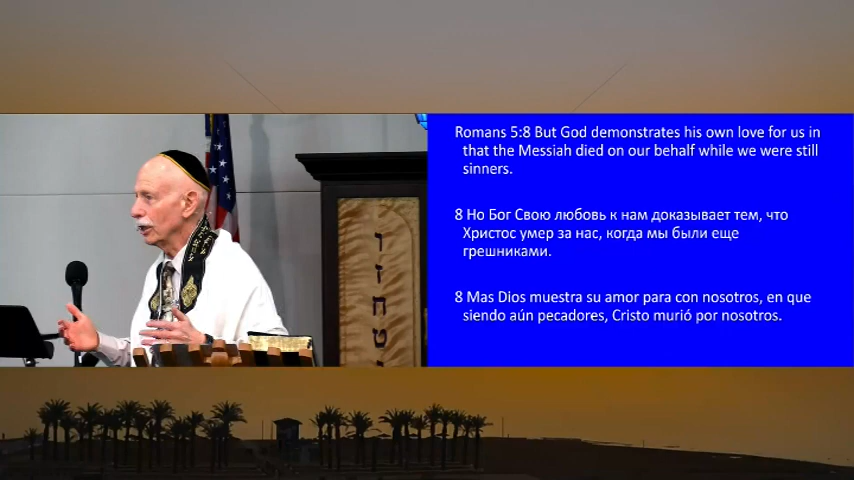 Romans 5:8 But God demonstrates his own love for us in
that the Messiah died on our behalf while we were still
sinners.
8 Но Бог Свою любовь к нам доказывает тем, что
Христос умер за нас, когда мы были еще
грешниками.
8 Mas Dios muestra su amor para con nosotros, en que
siendo aún pecadores, Cristo murió por nosotros.